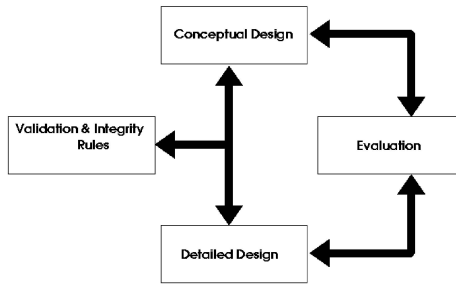 Conceptual Design
Validation & Integrity
Rules
Evaluation
Detailed Design